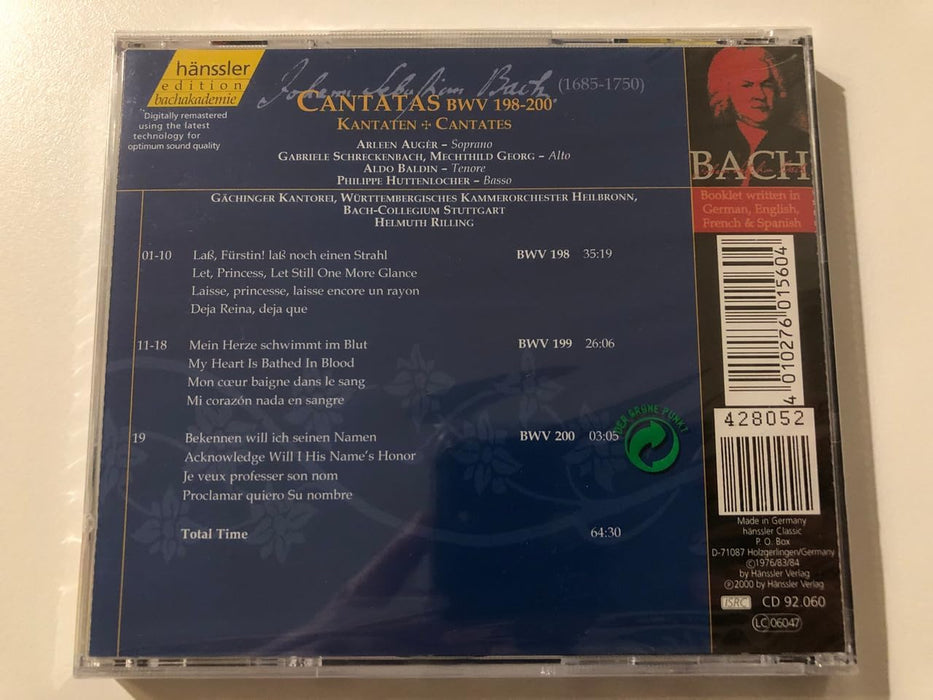 hänssler
edition
bachakademie
Digitally remastered
using the latest
technology for
optimum sound quality
Johann Sebastian Bach (1685-1750)
CANTATAS BWV 198-200
KANTATEN ✢ CANTATES
ARLEEN AUGÉR – Soprano
GABRIELE SCHRECKENBACH, MECHTHILD GEORG – Alto
ALDO BALDIN – Tenore
PHILIPPE HUTTENLOCHER – Basso
GÄCHINGER KANTOREI, WÜRTTEMBERGISCHES KAMMERORCHESTER HEILBRONN,
BACH-COLLEGIUM STUTTGART
HELMUTH RILLING
01-10 Laß, Fürstin! laß noch einen Strahl BWV 198 35:19
Let, Princess, Let Still One More Glance
Laisse, princesse, laisse encore un rayon
Deja Reina, deja que
11-18 Mein Herze schwimmt im Blut BWV 199 26:06
My Heart Is Bathed In Blood
Mon cœur baigne dans le sang
Mi corazón nada en sangre
19 Bekennen will ich seinen Namen BWV 200 03:05
Acknowledge Will I His Name's Honor
Je veux professer son nom
Proclamar quiero Su nombre
Total Time 64:30
DER GRÜNE PUNKT
BACH
Booklet written in
German, English,
French & Spanish
4 010276 015604
428052
Made in Germany
hänssler Classic
P. O. Box
D-71087 Holzgerlingen/Germany
©1976/83/84
by Hänssler Verlag
℗2000 by Hänssler Verlag
ISRC CD 92.060
LC 06047